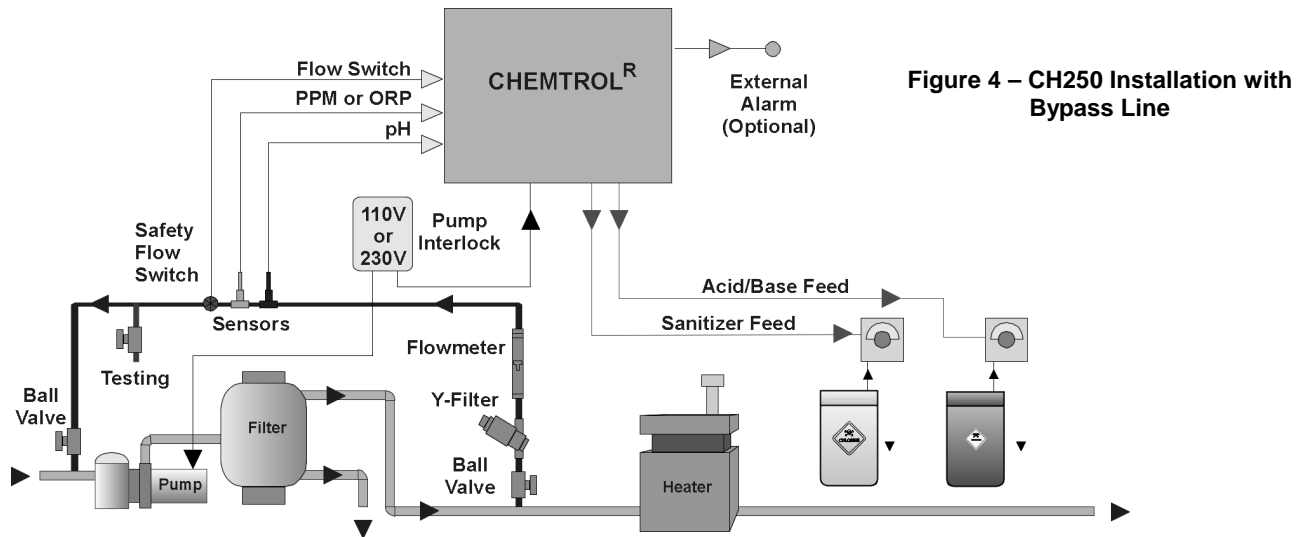 Flow Switch
PPM or ORP
pH
CHEMTROL R
External
Alarm
(Optional)
Figure 4 – CH250 Installation with
Bypass Line
110V
or
230V
Pump
Interlock
Safety
Flow
Switch
Sensors
Testing
Ball
Valve
Filter
Pump
Flowmeter
Y-Filter
Ball
Valve
Heater
Acid/Base Feed
Sanitizer Feed
CHLORINE